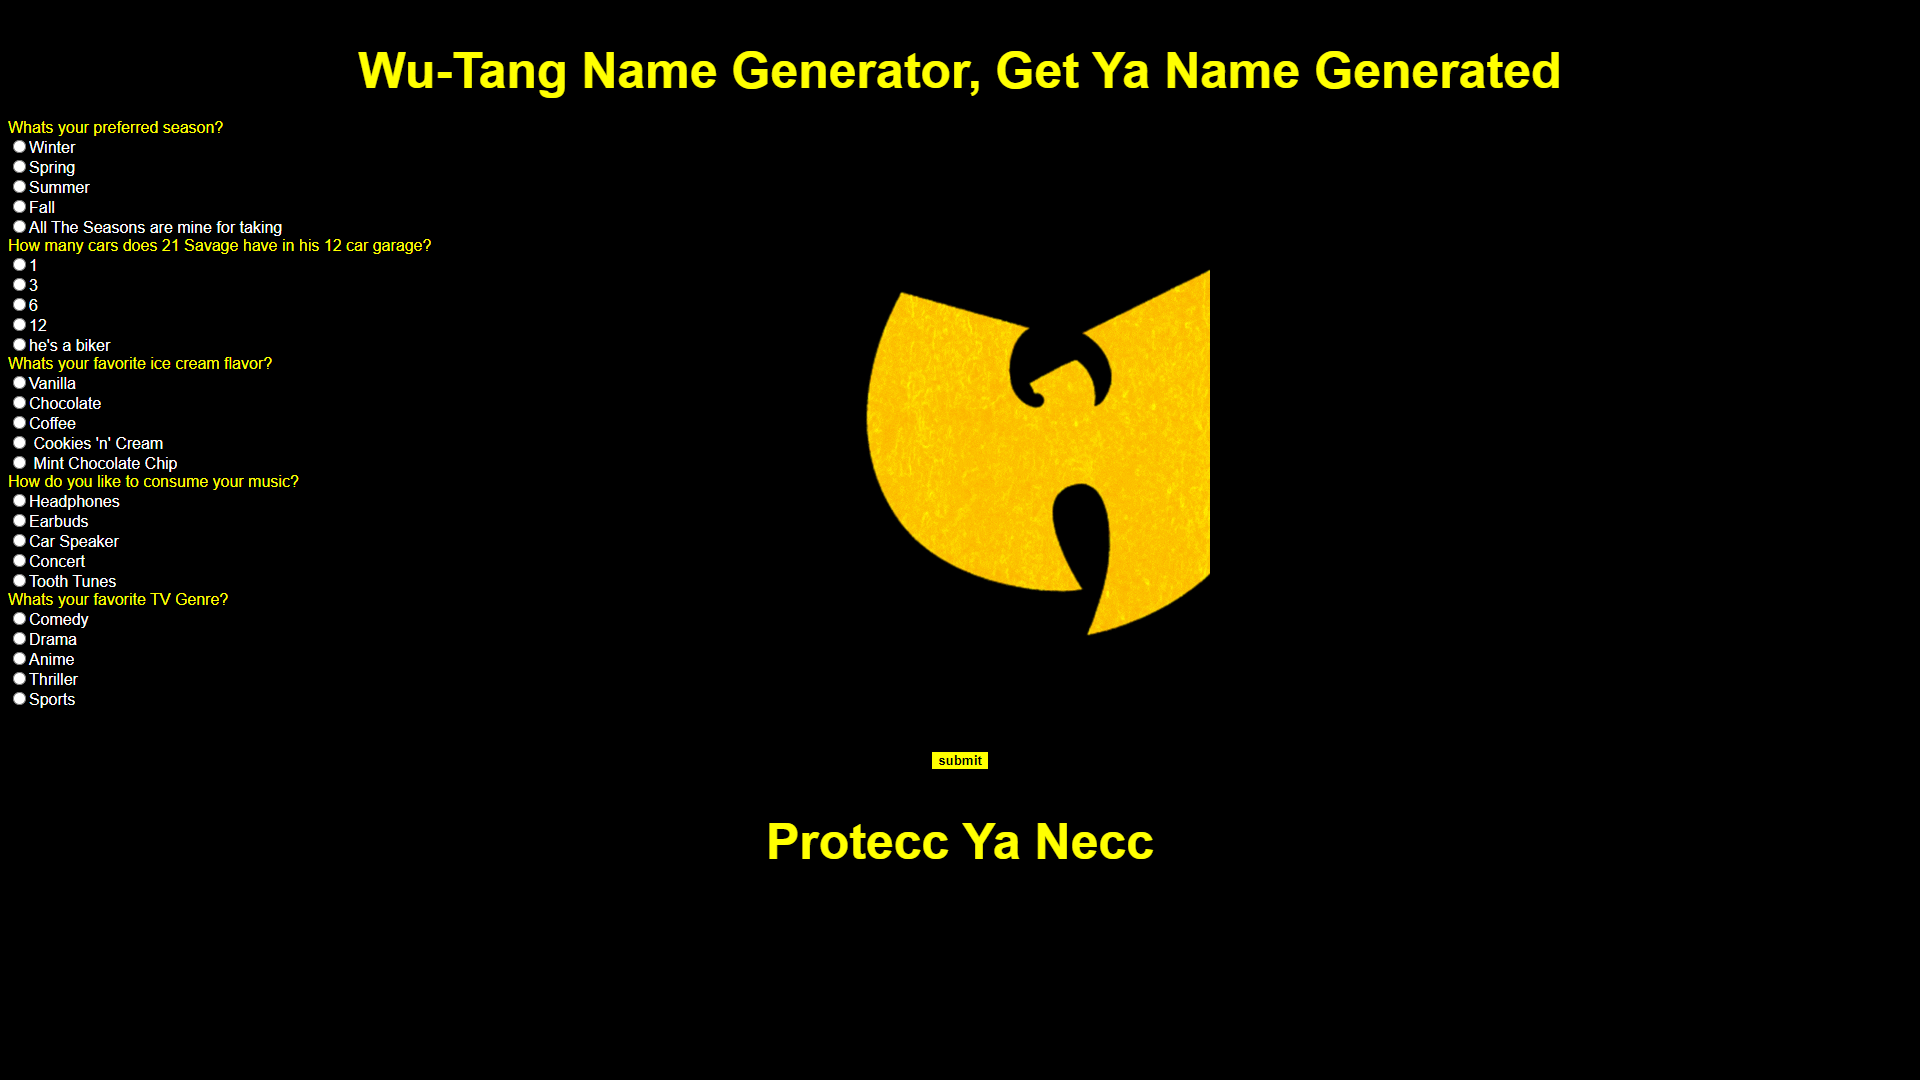 Wu-Tang Name Generator, Get Ya Name Generated
Whats your preferred season?
Winter
Spring
Summer
Fall
All The Seasons are mine for taking
How many cars does 21 Savage have in his 12 car garage?
1
3
6
12
he's a biker
Whats your favorite ice cream flavor?
Vanilla
Chocolate
Coffee
Cookies 'n' Cream
Mint Chocolate Chip
How do you like to consume your music?
Headphones
Earbuds
Car Speaker
Concert
Tooth Tunes
Whats your favorite TV Genre?
Comedy
Drama
Anime
Thriller
Sports
submit
Protecc Ya Necc